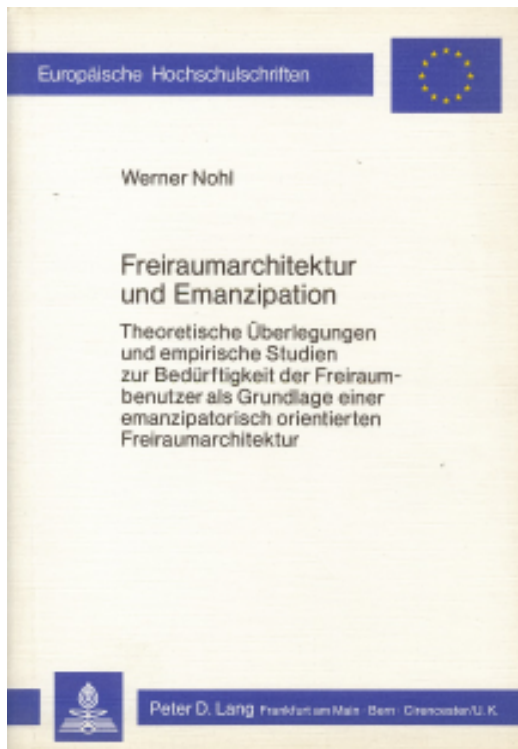 Europäische Hochschulschriften
Werner Nohl
Freiraumarchitektur
und Emanzipation
Theoretische Überlegungen
und empirische Studien
zur Bedürftigkeit der Freiraum-
benutzer als Grundlage einer
emanzipatorisch orientierten
Freiraumarchitektur
Peter D. Lang Frankfurt am Main · Bern · Cirencester/U.K.